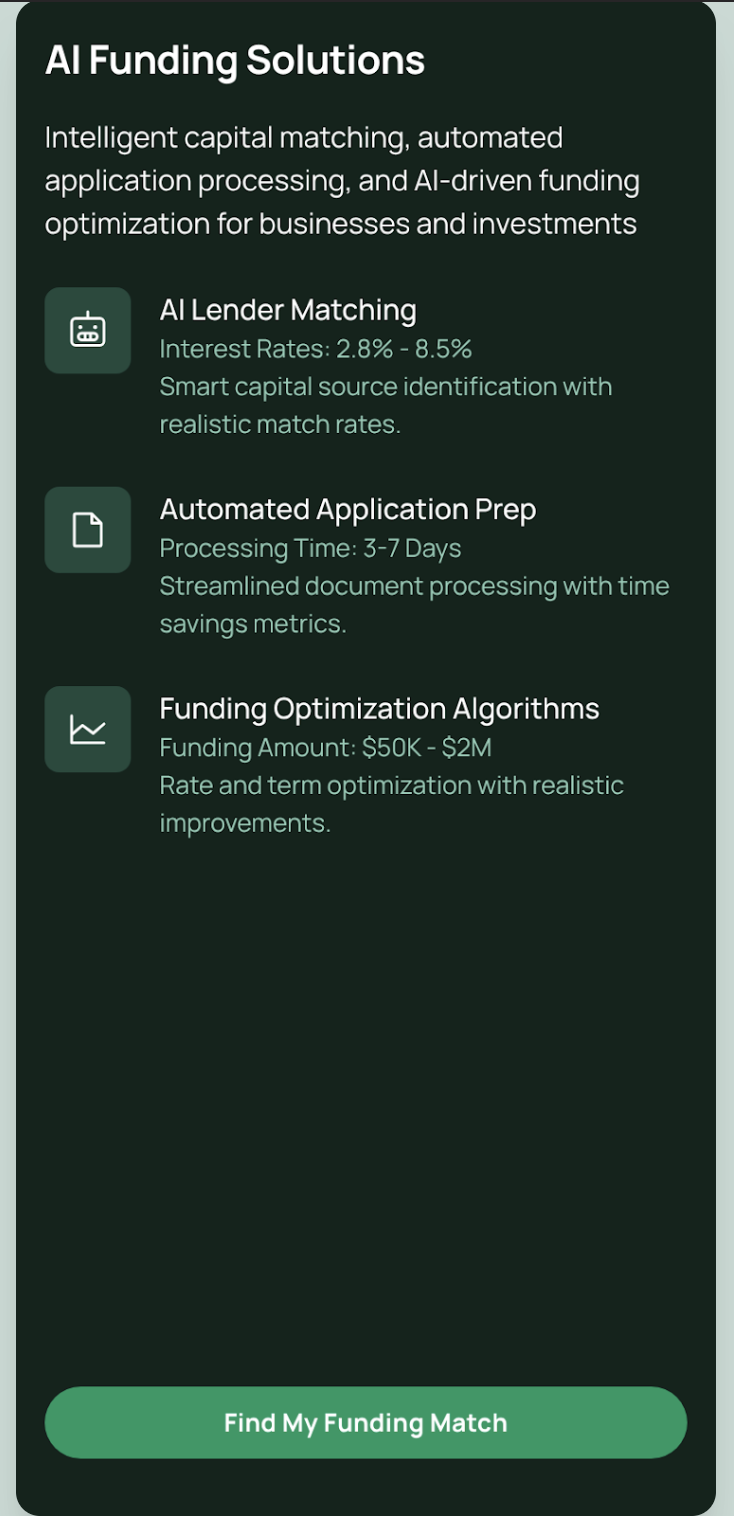 AI Funding Solutions
Intelligent capital matching, automated
application processing, and AI-driven funding
optimization for businesses and investments
AI Lender Matching
Interest Rates: 2.8% - 8.5%
Smart capital source identification with
realistic match rates.
Automated Application Prep
Processing Time: 3-7 Days
Streamlined document processing with time
savings metrics.
Funding Optimization Algorithms
Funding Amount: $50K - $2M
Rate and term optimization with realistic
improvements.
Find My Funding Match